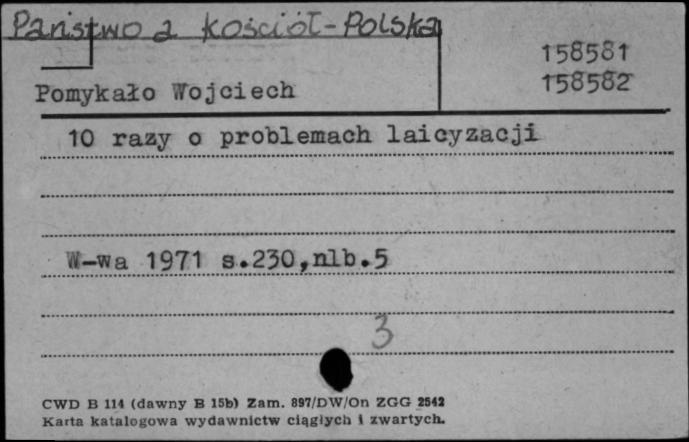 Państwo a kościół-Polska
158581
158582
Pomykało Wojciech
10 razy o problemach laicyzacji
W-wa 1971 s.230,nlb.5
3
CWD B 114 (dawny B 15b) Zam. 897/DW/On ZGG 2542
Karta katalogowa wydawnictw ciągłych i zwartych.